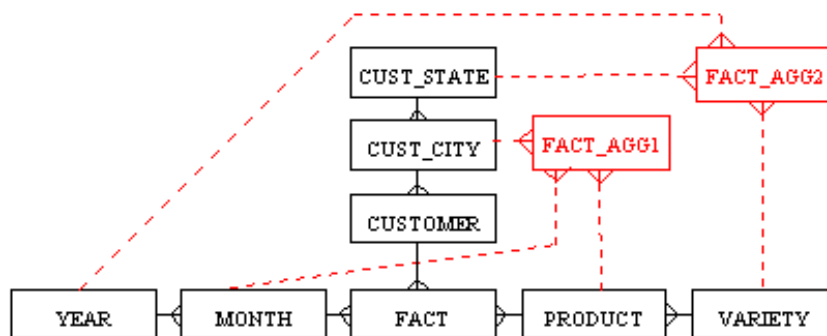 CUST_STATE
FACT_AGG2
CUST_CITY
FACT_AGG1
CUSTOMER
YEAR
MONTH
FACT
PRODUCT
VARIETY